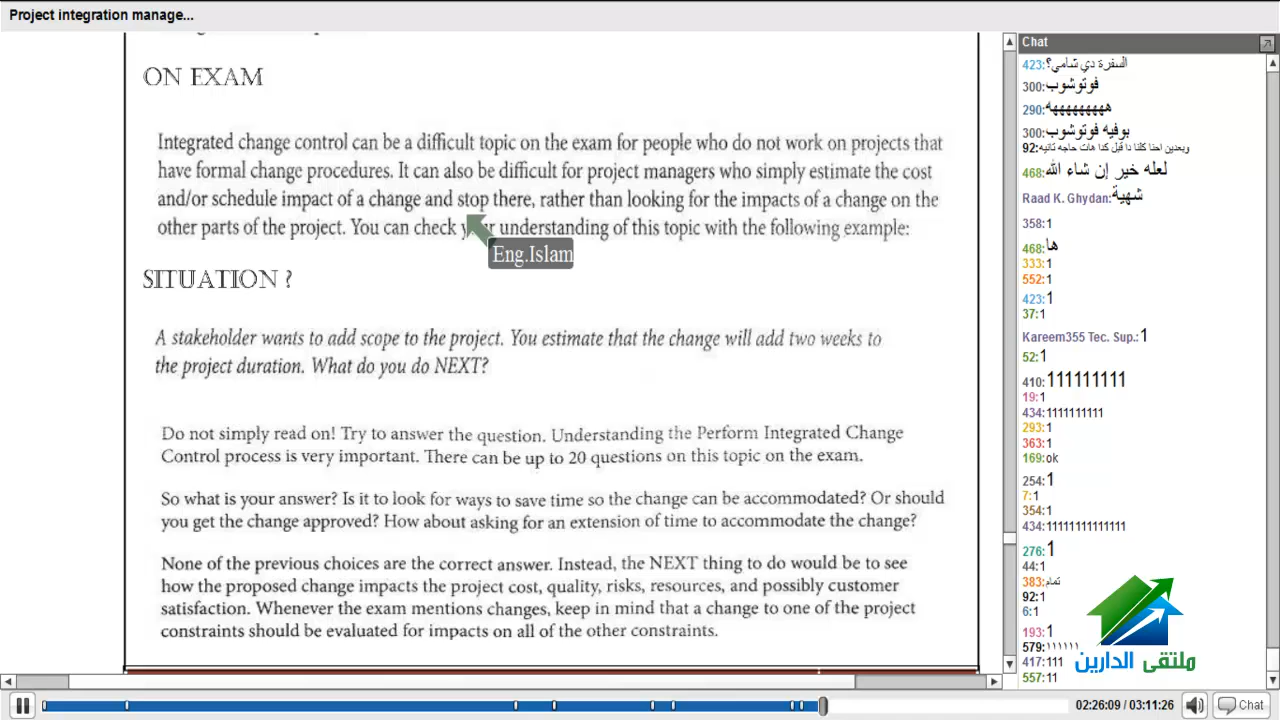 Project integration manage...
ON EXAM
Integrated change control can be a difficult topic on the exam for people who do not work on projects that
have formal change procedures. It can also be difficult for project managers who simply estimate the cost
and/or schedule impact of a change and stop there, rather than looking for the impacts of a change on the
other parts of the project. You can check your understanding of this topic with the following example:
Eng.Islam
SITUATION ?
A stakeholder wants to add scope to the project. You estimate that the change will add two weeks to
the project duration. What do you do NEXT?
Do not simply read on! Try to answer the question. Understanding the Perform Integrated Change
Control process is very important. There can be up to 20 questions on this topic on the exam.
So what is your answer? Is it to look for ways to save time so the change can be accommodated? Or should
you get the change approved? How about asking for an extension of time to accommodate the change?
None of the previous choices are the correct answer. Instead, the NEXT thing to do would be to see
how the proposed change impacts the project cost, quality, risks, resources, and possibly customer
satisfaction. Whenever the exam mentions changes, keep in mind that a change to one of the project
constraints should be evaluated for impacts on all of the other constraints.
Chat
423: السفرة دي شامي؟
300: فوتوشوب
290: هههههههههه
300: بوفيه فوتوشوب
92: وبعدين احنا كلنا دا قبل كدا هات حاجه تانيه
468: لعله خير إن شاء الله
Raad K. Ghydan: شهية
358: 1
468: ها
333: 1
552: 1
423: 1
37: 1
Kareem355 Tec. Sup.: 1
52: 1
410: 111111111
19: 1
434: 1111111111
293: 1
363: 1
169: ok
254: 1
7: 1
354: 1
434: 11111111111111
276: 1
44: 1
383: تمام
92: 1
6: 1
193: 1
579: ١١١١١١
417: 111
557: 11
ملتقى الدارين
02:26:09 / 03:11:26
Chat